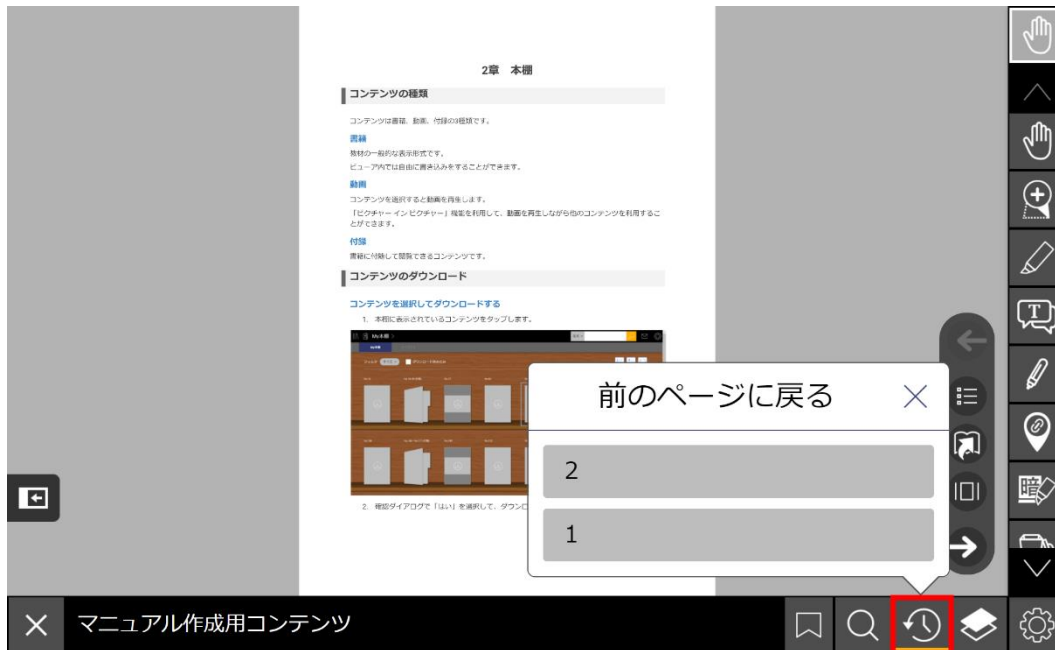 2章 本棚
コンテンツの種類
コンテンツは書籍、動画、付録の3種類です。
書籍
教材の一般的な表示形式です。
ビューア内では自由に書き込みをすることができます。
動画
コンテンツを選択すると動画を再生します。
「ピクチャー イン ピクチャー」機能を利用して、動画を再生しながら他のコンテンツを利用するこ
とができます。
付録
書籍に付随して閲覧できるコンテンツです。
コンテンツのダウンロード
コンテンツを選択してダウンロードする
1. 本棚に表示されているコンテンツをタップします。
My本棚
2. 確認ダイアログで「はい」を選択して、ダウンロ
前のページに戻る
2
1
T
暗
マニュアル作成用コンテンツ